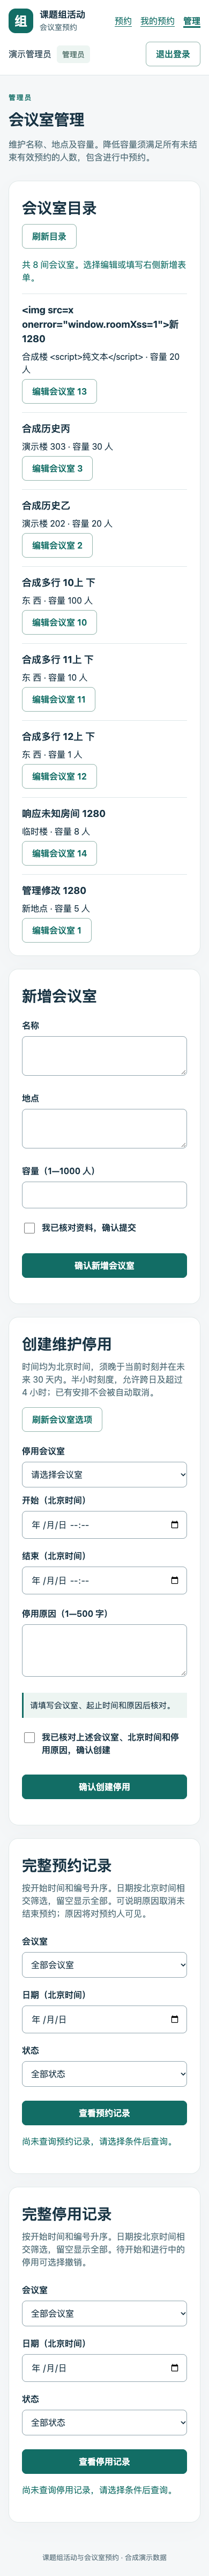 组
课题组活动
会议室预约
预约
我的预约
管理
演示管理员
管理员
退出登录
管理员
会议室管理
维护名称、地点及容量。降低容量须满足所有未结
束有效预约的人数，包含进行中预约。
会议室目录
刷新目录
共 8 间会议室。选择编辑或填写右侧新增表
单。
<img src=x
onerror="window.roomXss=1">新
1280
合成楼 <script>纯文本</script> · 容量 20
人
编辑会议室 13
合成历史丙
演示楼 303 · 容量 30 人
编辑会议室 3
合成历史乙
演示楼 202 · 容量 20 人
编辑会议室 2
合成多行 10上 下
东 西 · 容量 100 人
编辑会议室 10
合成多行 11上 下
东 西 · 容量 10 人
编辑会议室 11
合成多行 12上 下
东 西 · 容量 1 人
编辑会议室 12
响应未知房间 1280
临时楼 · 容量 8 人
编辑会议室 14
管理修改 1280
新地点 · 容量 5 人
编辑会议室 1
新增会议室
名称
地点
容量（1—1000 人）
我已核对资料，确认提交
确认新增会议室
创建维护停用
时间均为北京时间，须晚于当前时刻并在未
来 30 天内。半小时刻度，允许跨日及超过
4 小时；已有安排不会被自动取消。
刷新会议室选项
停用会议室
请选择会议室
开始（北京时间）
年 /月/日 --:--
结束（北京时间）
年 /月/日 --:--
停用原因（1—500 字）
请填写会议室、起止时间和原因后核对。
我已核对上述会议室、北京时间和停
用原因，确认创建
确认创建停用
完整预约记录
按开始时间和编号升序。日期按北京时间相
交筛选，留空显示全部。可说明原因取消未
结束预约；原因将对预约人可见。
会议室
全部会议室
日期（北京时间）
年 /月/日
状态
全部状态
查看预约记录
尚未查询预约记录，请选择条件后查询。
完整停用记录
按开始时间和编号升序。日期按北京时间相
交筛选，留空显示全部。待开始和进行中的
停用可选择撤销。
会议室
全部会议室
日期（北京时间）
年 /月/日
状态
全部状态
查看停用记录
尚未查询停用记录，请选择条件后查询。
课题组活动与会议室预约 · 合成演示数据